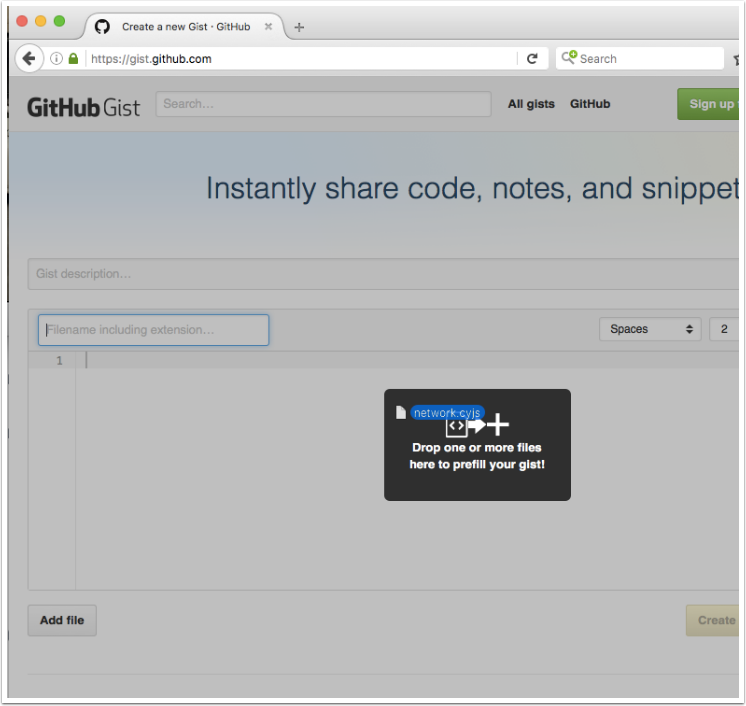 Create a new Gist - GitHub
https://gist.github.com
Search
GitHub Gist
Search…
All gists
GitHub
Sign up
Instantly share code, notes, and snippet
Gist description…
Filename including extension…
Spaces
2
1
network.cyjs
Drop one or more files
here to prefill your gist!
Add file
Create